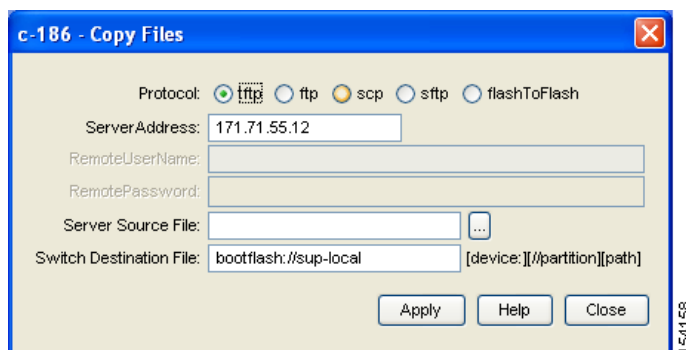 c-186 - Copy Files
Protocol: tftp ftp scp sftp flashToFlash
ServerAddress: 171.71.55.12
RemoteUserName:
RemotePassword:
Server Source File: ...
Switch Destination File: bootflash://sup-local [device:][//partition][path]
Apply Help Close
154158